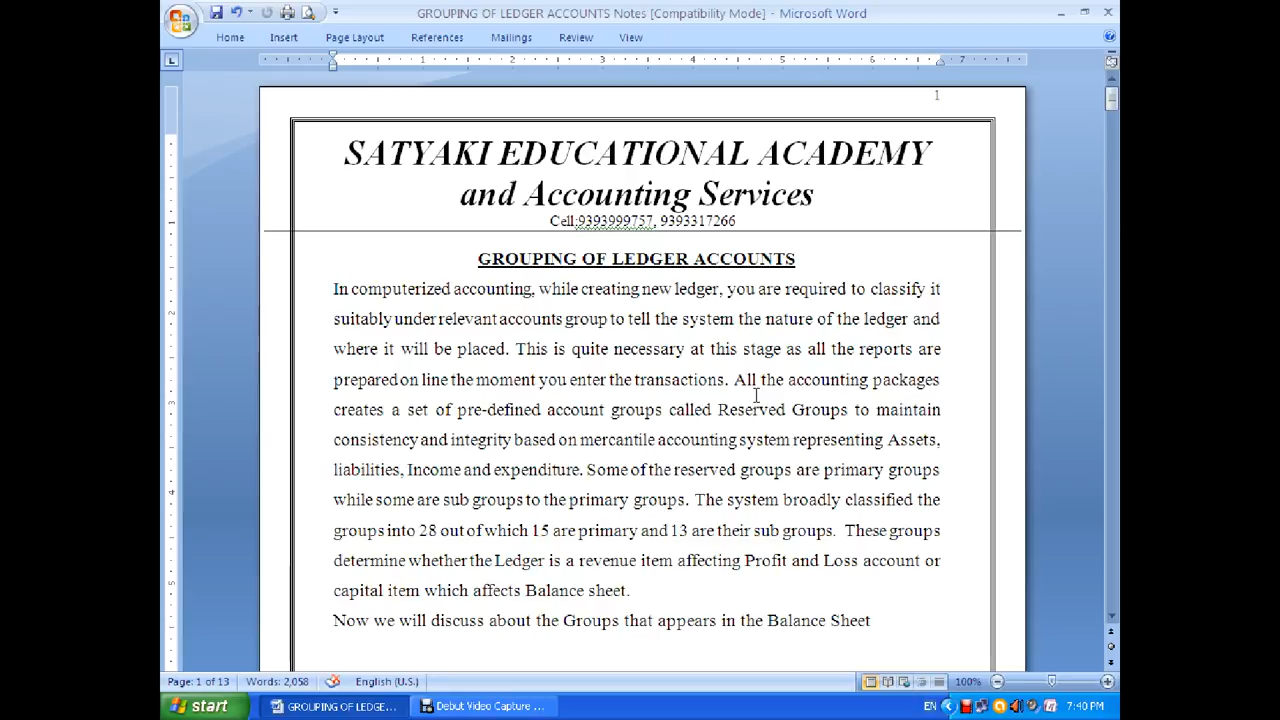 GROUPING OF LEDGER ACCOUNTS Notes [Compatibility Mode] - Microsoft Word
Home Insert Page Layout References Mailings Review View
1 2 3 4 5 6 7
1
SATYAKI EDUCATIONAL ACADEMY
and Accounting Services
Cell:9393999757, 9393317266
GROUPING OF LEDGER ACCOUNTS
In computerized accounting, while creating new ledger, you are required to classify it
suitably under relevant accounts group to tell the system the nature of the ledger and
where it will be placed. This is quite necessary at this stage as all the reports are
prepared on line the moment you enter the transactions. All the accounting packages
creates a set of pre-defined account groups called Reserved Groups to maintain
consistency and integrity based on mercantile accounting system representing Assets,
liabilities, Income and expenditure. Some of the reserved groups are primary groups
while some are sub groups to the primary groups. The system broadly classified the
groups into 28 out of which 15 are primary and 13 are their sub groups. These groups
determine whether the Ledger is a revenue item affecting Profit and Loss account or
capital item which affects Balance sheet.
Now we will discuss about the Groups that appears in the Balance Sheet
Page: 1 of 13 Words: 2,058 English (U.S.) 100%
start GROUPING OF LEDGE... Debut Video Capture ... EN 7:40 PM